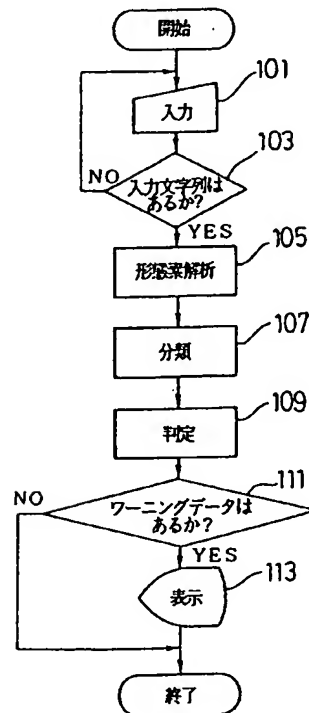 開始
101
入力
103
入力文字列は
あるか?
NO
YES
105
形態素解析
107
分類
109
判定
111
NO
ワーニングデータは
あるか?
YES
113
表示
終了